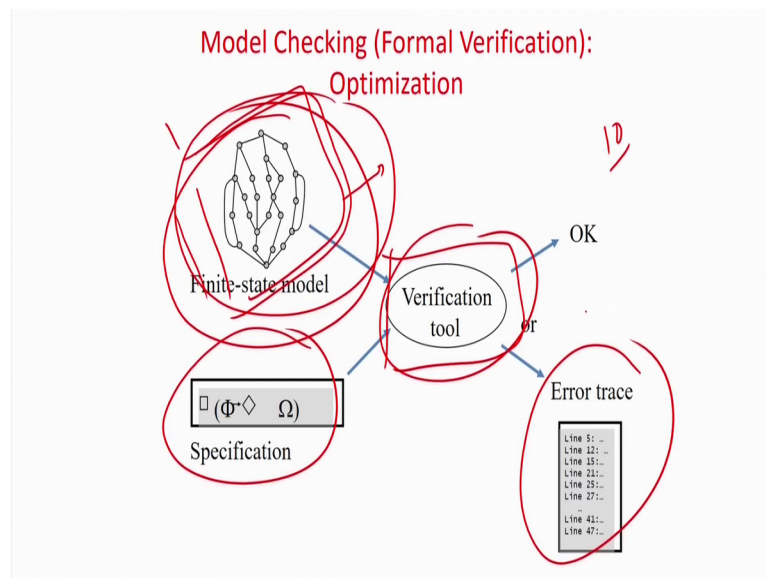 Model Checking (Formal Verification):
Optimization
10
OK
Finite-state model
Verification
tool
or
□ (Φ→◇ Ω)
Specification
Error trace
Line 5: …
Line 12: …
Line 15:…
Line 21:…
Line 25:…
Line 27:…
…
Line 41:…
Line 47:…